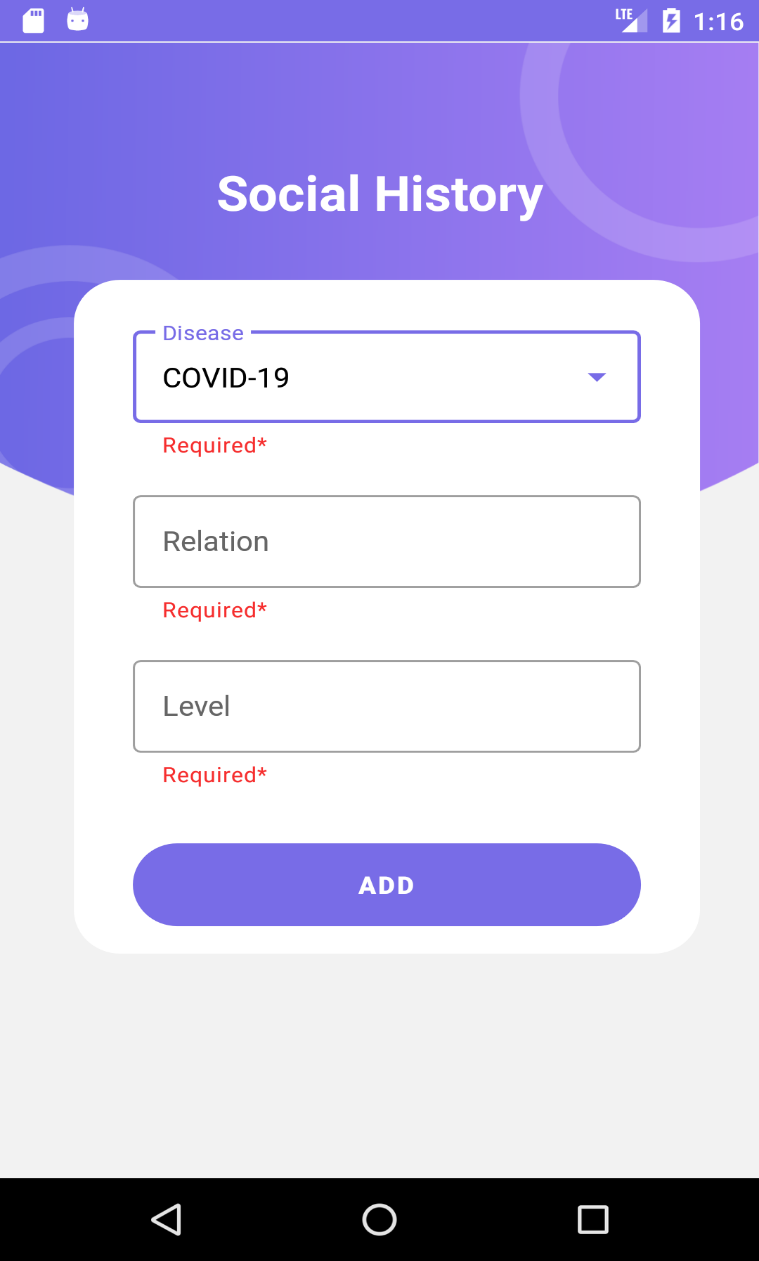 LTE 1:16
Social History
Disease
COVID-19
Required*
Relation
Required*
Level
Required*
ADD